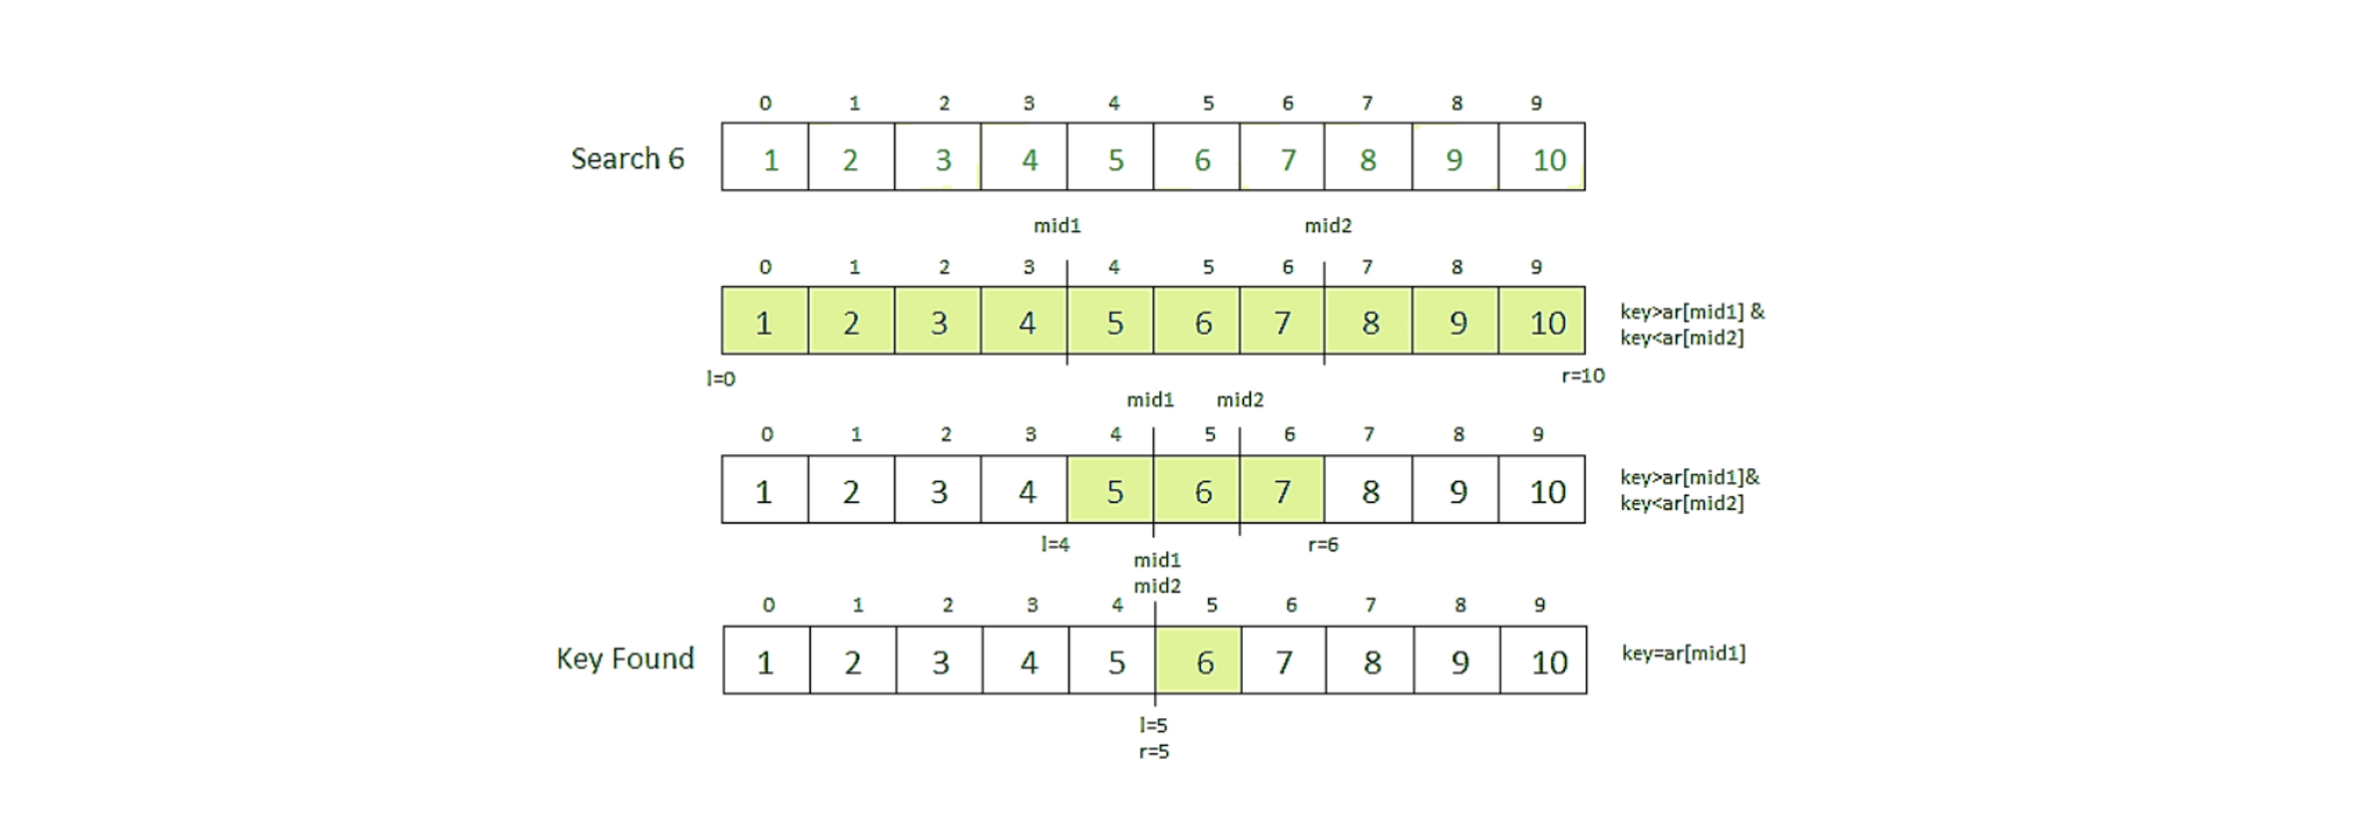 0 1 2 3 4 5 6 7 8 9
Search 6 1 2 3 4 5 6 7 8 9 10
mid1 mid2
0 1 2 3 4 5 6 7 8 9
1 2 3 4 5 6 7 8 9 10
key>ar[mid1] &
key<ar[mid2]
l=0 r=10
mid1 mid2
0 1 2 3 4 5 6 7 8 9
1 2 3 4 5 6 7 8 9 10
key>ar[mid1]&
key<ar[mid2]
l=4 r=6
mid1
mid2
0 1 2 3 4 5 6 7 8 9
Key Found 1 2 3 4 5 6 7 8 9 10 key=ar[mid1]
l=5
r=5